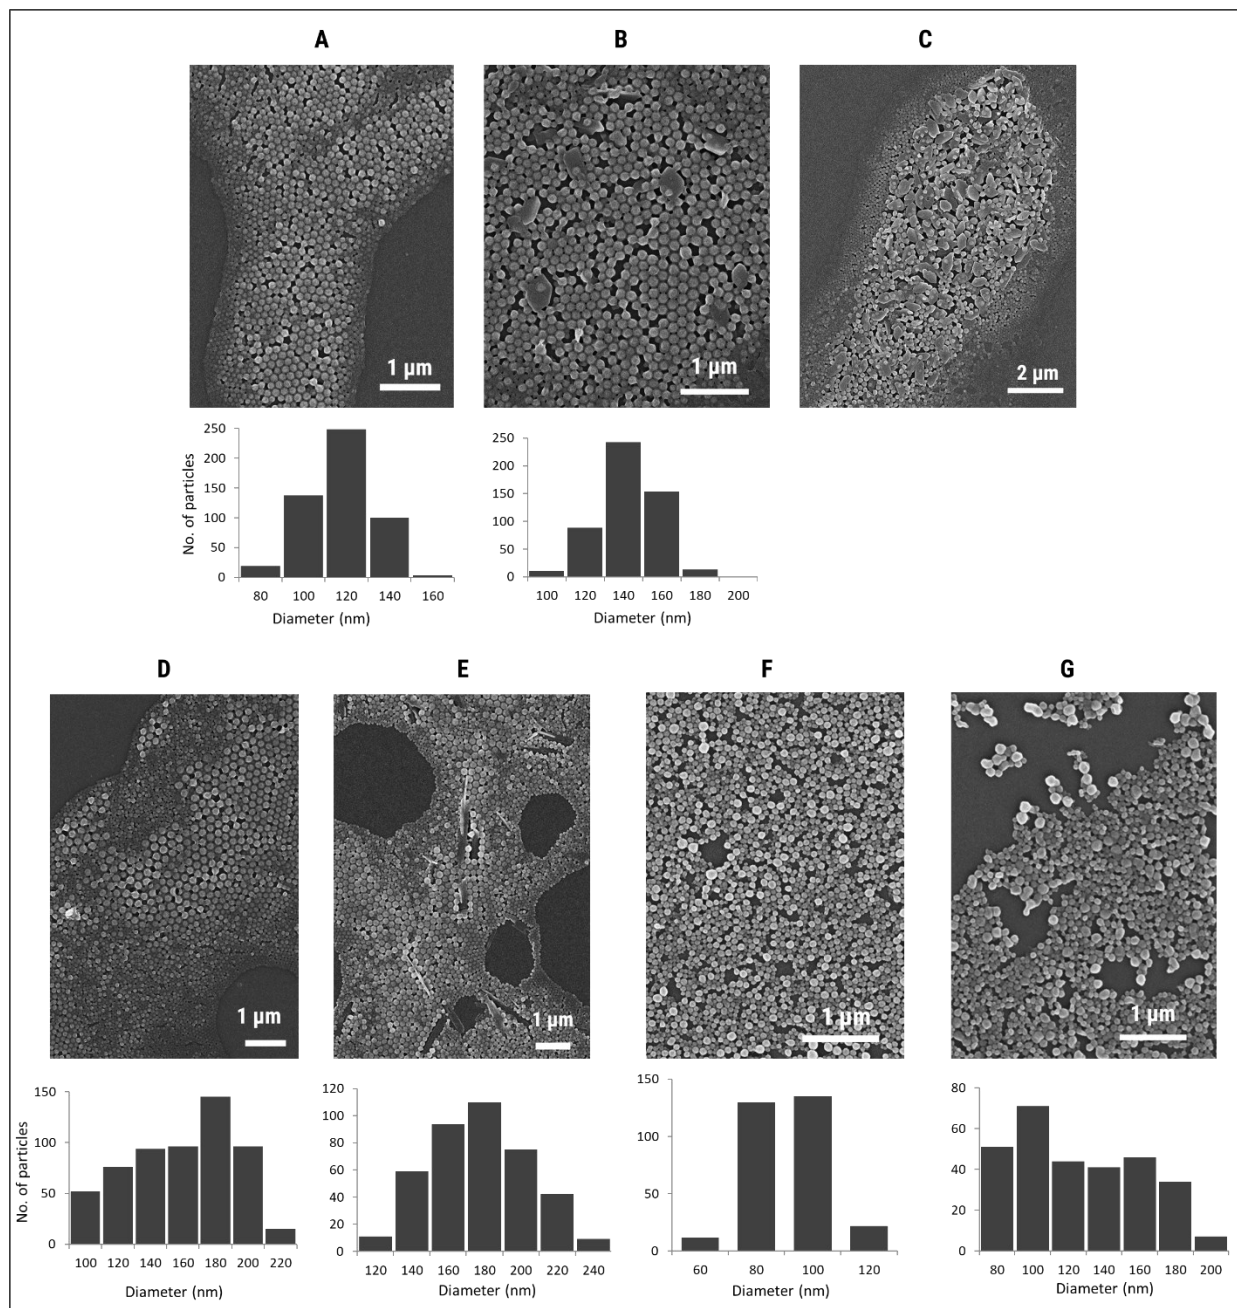 A B C
1 µm 1 µm 2 µm
No. of particles
250
200
150
100
50
0
80 100 120 140 160
Diameter (nm)
250
200
150
100
50
0
100 120 140 160 180 200
Diameter (nm)
D E F G
1 µm 1 µm 1 µm 1 µm
No. of particles
150
100
50
0
100 120 140 160 180 200 220
Diameter (nm)
120
100
80
60
40
20
0
120 140 160 180 200 220 240
Diameter (nm)
150
100
50
0
60 80 100 120
Diameter (nm)
80
60
40
20
0
80 100 120 140 160 180 200
Diameter (nm)